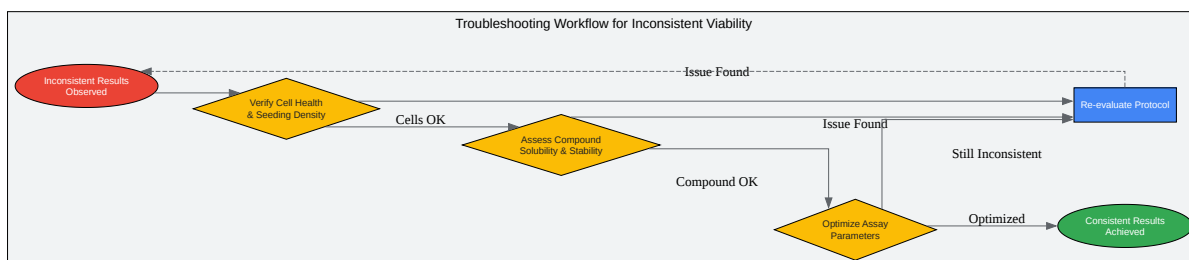 Troubleshooting Workflow for Inconsistent Viability
Issue Found
Inconsistent Results
Observed
Verify Cell Health
& Seeding Density
Re-evaluate Protocol
Cells OK
Issue Found
Assess Compound
Solubility & Stability
Still Inconsistent
Compound OK
Optimize Assay
Parameters
Optimized
Consistent Results
Achieved